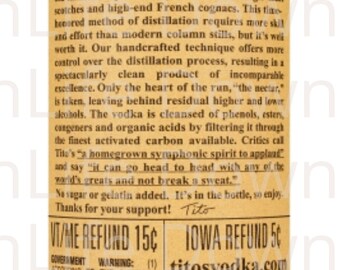 scotches and high-end French cognacs. This time-
honored method of distillation requires more skill
and effort than modern column stills, but it's well
worth it. Our handcrafted technique offers more
control over the distillation process, resulting in a
spectacularly clean product of incomparable
excellence. Only the heart of the run, "the nectar,"
is taken, leaving behind residual higher and lower
alcohols. The vodka is cleansed of phenols, esters,
congeners and organic acids by filtering it through
the finest activated carbon available. Critics call
Tito's "a homegrown symphonic spirit to applaud"
and say "it can go head to head with any of the
world's greats and not break a sweat."
No sugar or gelatin added. It's in the bottle, so enjoy.
Thanks for your support! Tito
VT/ME REFUND 15¢ IOWA REFUND 5¢
GOVERNMENT WARNING: (1) titosvodka.com